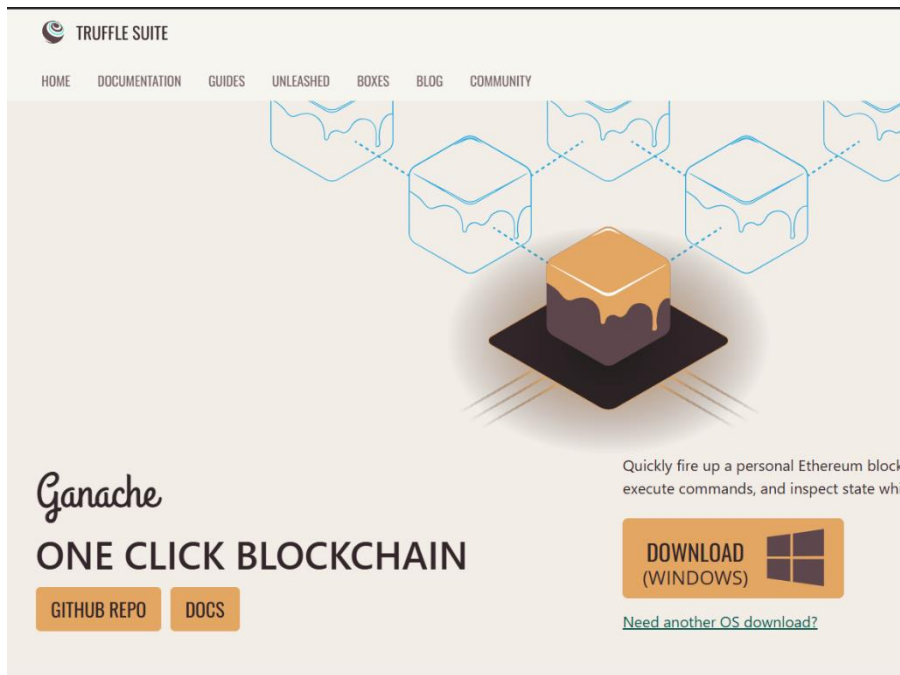 TRUFFLE SUITE
HOME DOCUMENTATION GUIDES UNLEASHED BOXES BLOG COMMUNITY
Ganache
ONE CLICK BLOCKCHAIN
GITHUB REPO DOCS
Quickly fire up a personal Ethereum block
execute commands, and inspect state whi
DOWNLOAD
(WINDOWS)
Need another OS download?